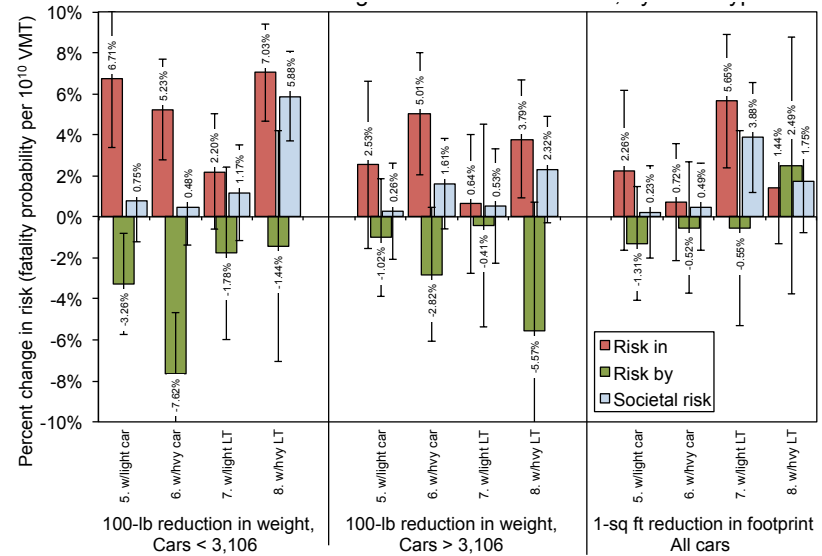 10%
8%
6%
4%
2%
0%
-2%
-4%
-6%
-8%
-10%
Percent change in risk (fatality probability per 10¹⁰ VMT)
6.71%
-3.26%
0.75%
5.23%
-7.62%
0.48%
2.20%
-1.78%
1.17%
7.03%
-1.44%
5.88%
2.53%
-1.02%
0.26%
5.01%
-2.82%
1.61%
0.64%
-0.41%
0.53%
3.79%
-5.57%
2.32%
2.26%
-1.31%
0.23%
0.72%
-0.52%
0.49%
5.65%
-0.55%
3.88%
1.44%
2.49%
1.75%
Risk in
Risk by
Societal risk
5. w/light car
6. w/hvy car
7. w/light LT
8. w/hvy LT
5. w/light car
6. w/hvy car
7. w/light LT
8. w/hvy LT
5. w/light car
6. w/hvy car
7. w/light LT
8. w/hvy LT
100-lb reduction in weight,
Cars < 3,106
100-lb reduction in weight,
Cars > 3,106
1-sq ft reduction in footprint
All cars